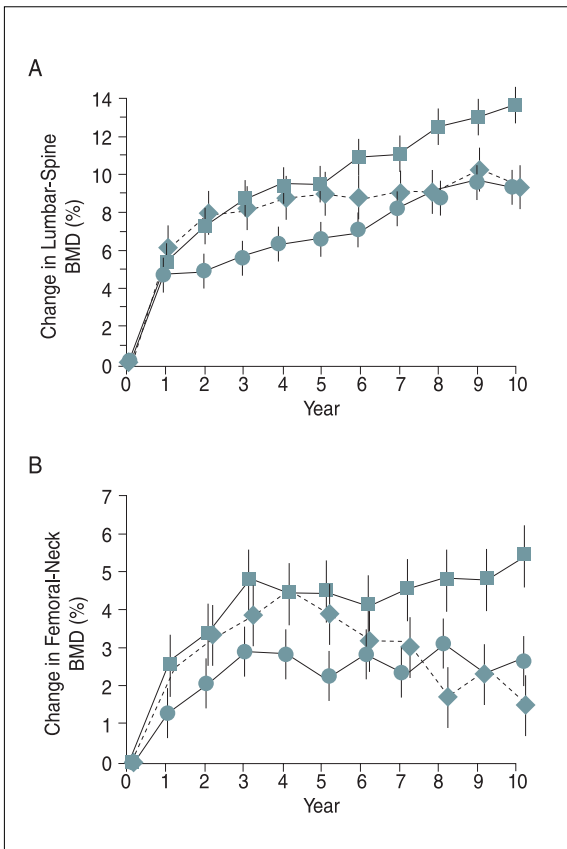 A
14
12
10
8
6
4
2
0
Change in Lumbar-Spine
BMD (%)
0 1 2 3 4 5 6 7 8 9 10
Year
B
7
6
5
4
3
2
1
0
Change in Femoral-Neck
BMD (%)
0 1 2 3 4 5 6 7 8 9 10
Year